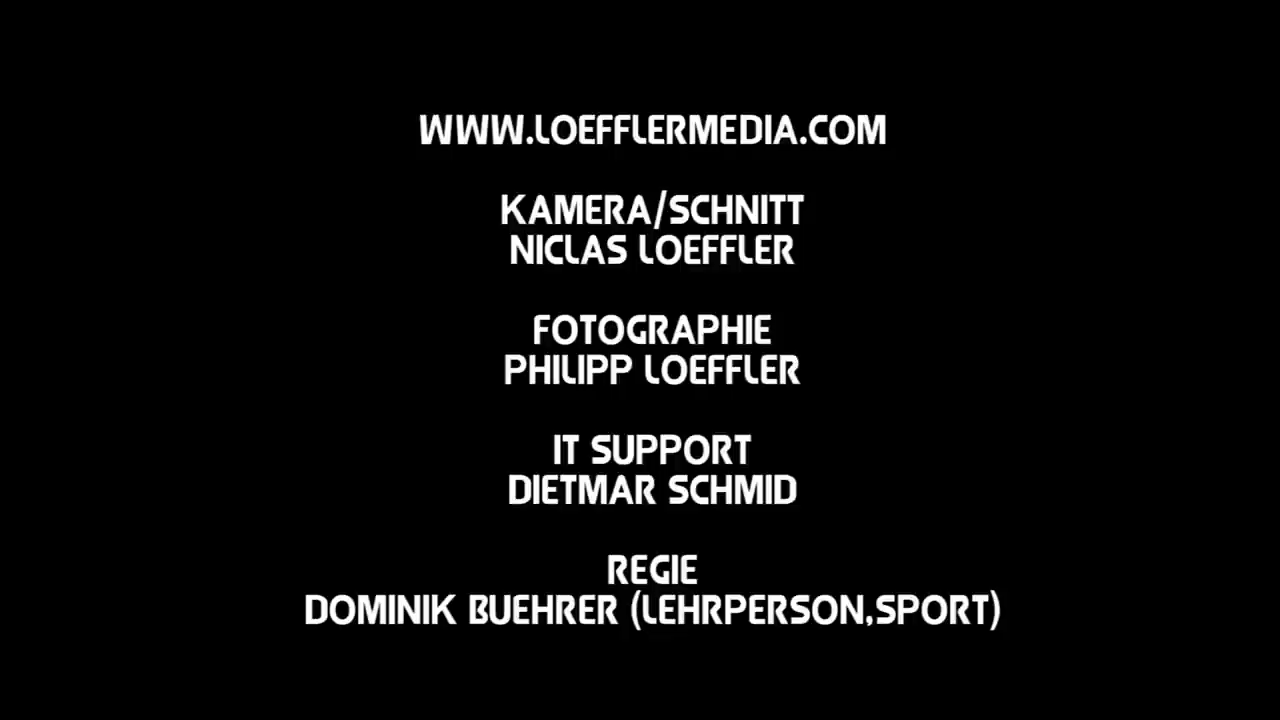 WWW.LOEFFLERMEDIA.COM
KAMERA/SCHNITT
NICLAS LOEFFLER
FOTOGRAPHIE
PHILIPP LOEFFLER
IT SUPPORT
DIETMAR SCHMID
REGIE
DOMINIK BUEHRER (LEHRPERSON,SPORT)